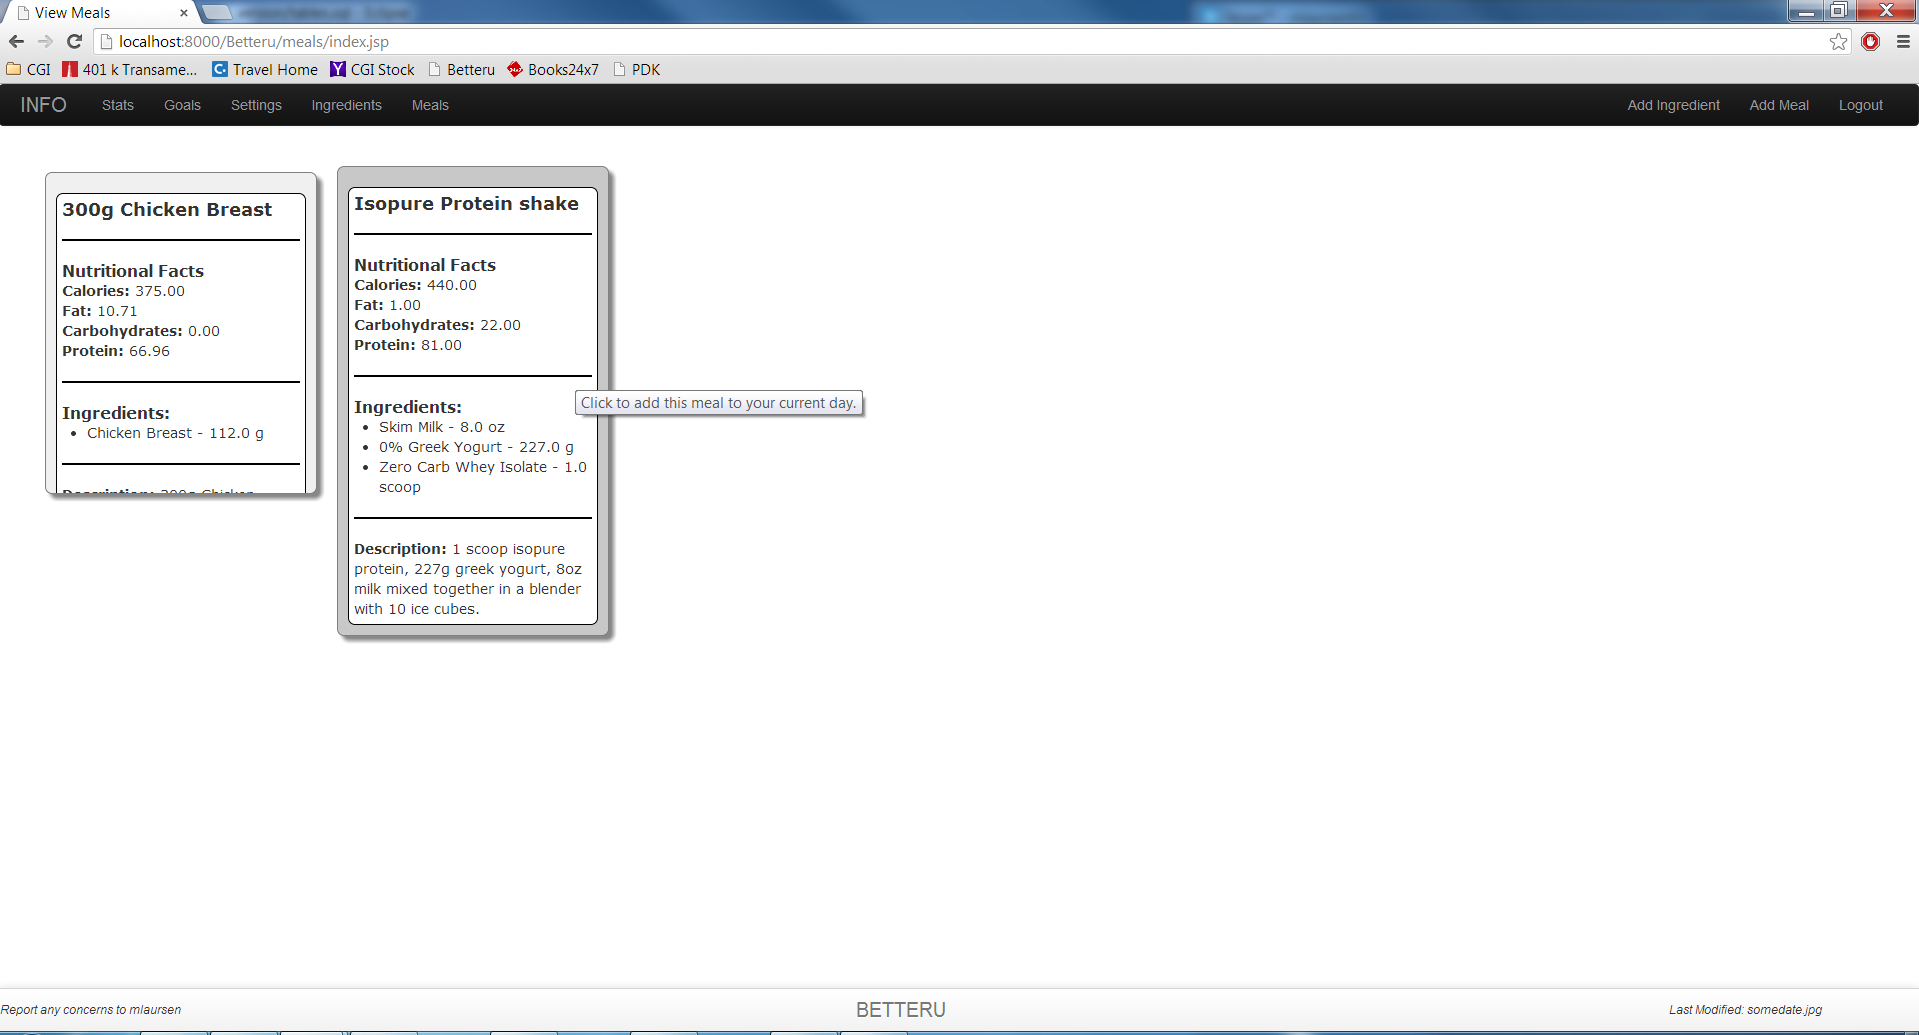 View Meals
localhost:8000/Betteru/meals/index.jsp
CGI 401 k Transame... Travel Home CGI Stock Betteru Books24x7 PDK
INFO Stats Goals Settings Ingredients Meals Add Ingredient Add Meal Logout
300g Chicken Breast
Nutritional Facts
Calories: 375.00
Fat: 10.71
Carbohydrates: 0.00
Protein: 66.96
Ingredients:
• Chicken Breast - 112.0 g
Description: 300g Chicken
Isopure Protein shake
Nutritional Facts
Calories: 440.00
Fat: 1.00
Carbohydrates: 22.00
Protein: 81.00
Ingredients:
• Skim Milk - 8.0 oz
• 0% Greek Yogurt - 227.0 g
• Zero Carb Whey Isolate - 1.0
scoop
Description: 1 scoop isopure
protein, 227g greek yogurt, 8oz
milk mixed together in a blender
with 10 ice cubes.
Click to add this meal to your current day.
Report any concerns to mlaursen BETTERU Last Modified: somedate.jpg